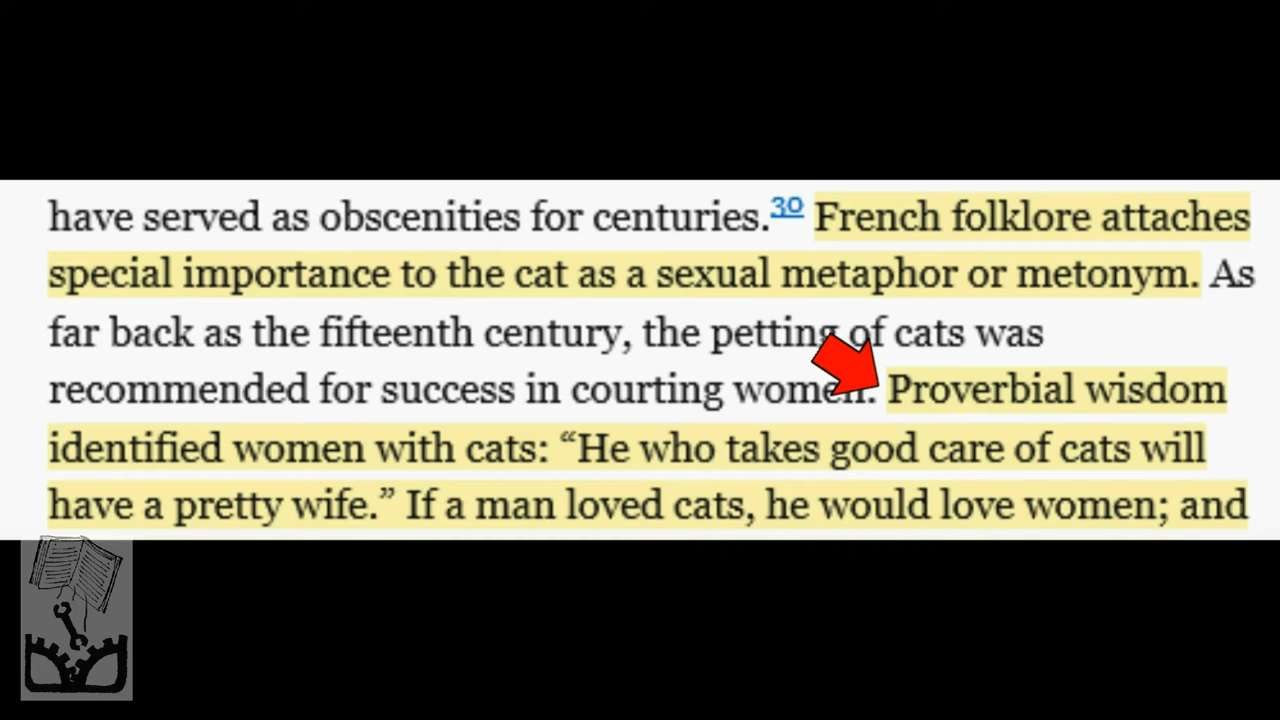 have served as obscenities for centuries.30 French folklore attaches
special importance to the cat as a sexual metaphor or metonym. As
far back as the fifteenth century, the petting of cats was
recommended for success in courting women. Proverbial wisdom
identified women with cats: “He who takes good care of cats will
have a pretty wife.” If a man loved cats, he would love women; and